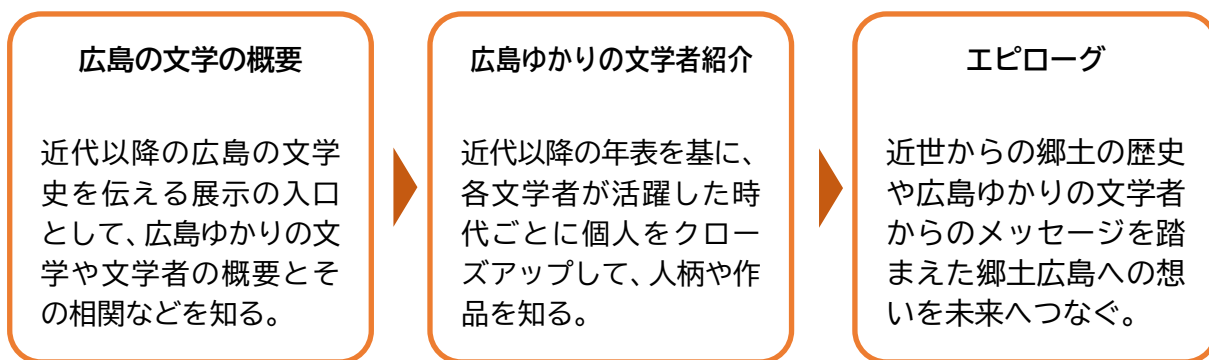 広島の文学の概要
近代以降の広島の文学
史を伝える展示の入口
として、広島ゆかりの文
学や文学者の概要とそ
の相関などを知る。
広島ゆかりの文学者紹介
近代以降の年表を基に、
各文学者が活躍した時
代ごとに個人をクロー
ズアップして、人柄や作
品を知る。
エピローグ
近世からの郷土の歴史
や広島ゆかりの文学者
からのメッセージを踏
まえた郷土広島への想
いを未来へつなぐ。